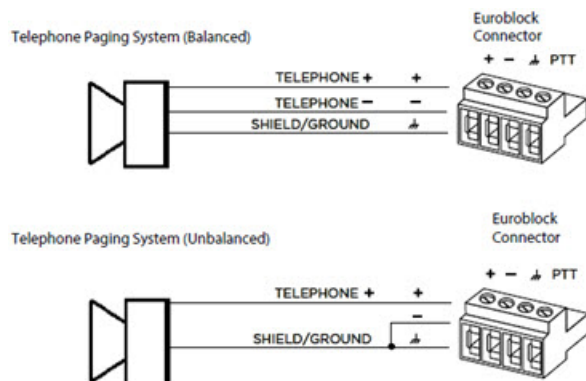 Telephone Paging System (Balanced)
Euroblock
Connector
+ − ⏚ PTT
TELEPHONE + +
TELEPHONE − −
SHIELD/GROUND ⏚
Telephone Paging System (Unbalanced)
Euroblock
Connector
+ − ⏚ PTT
TELEPHONE + +
−
SHIELD/GROUND ⏚